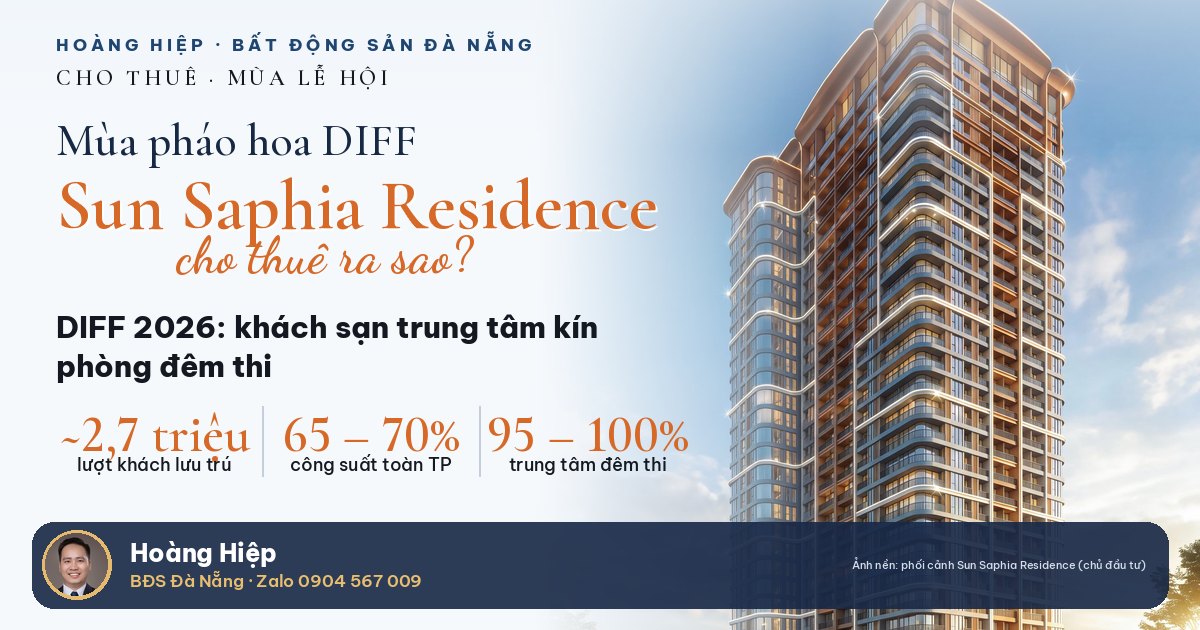 HOÀNG HIỆP · BẤT ĐỘNG SẢN ĐÀ NẴNG
CHO THUÊ · MÙA LỄ HỘI
Mùa pháo hoa DIFF
Sun Saphia Residence
cho thuê ra sao?
DIFF 2026: khách sạn trung tâm kín
phòng đêm thi
~2,7 triệu
lượt khách lưu trú
65 – 70%
công suất toàn TP
95 – 100%
trung tâm đêm thi
Hoàng Hiệp
BĐS Đà Nẵng · Zalo 0904 567 009
Ảnh nền: phối cảnh Sun Saphia Residence (chủ đầu tư)